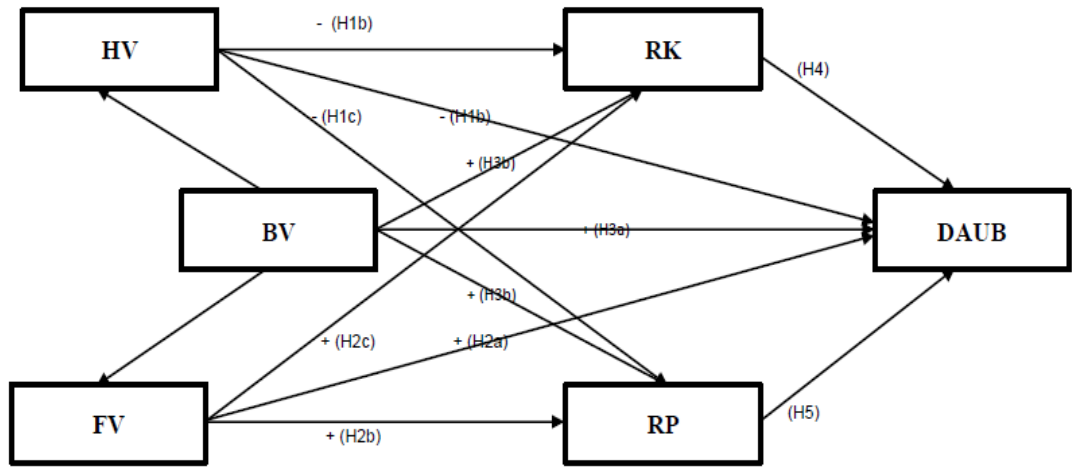 - (H1b)
HV
RK
(H4)
- (H1c)
- (H1b)
+ (H3b)
BV
+ (H3a)
DAUB
+ (H3b)
+ (H2c)
+ (H2a)
FV
RP
(H5)
+ (H2b)